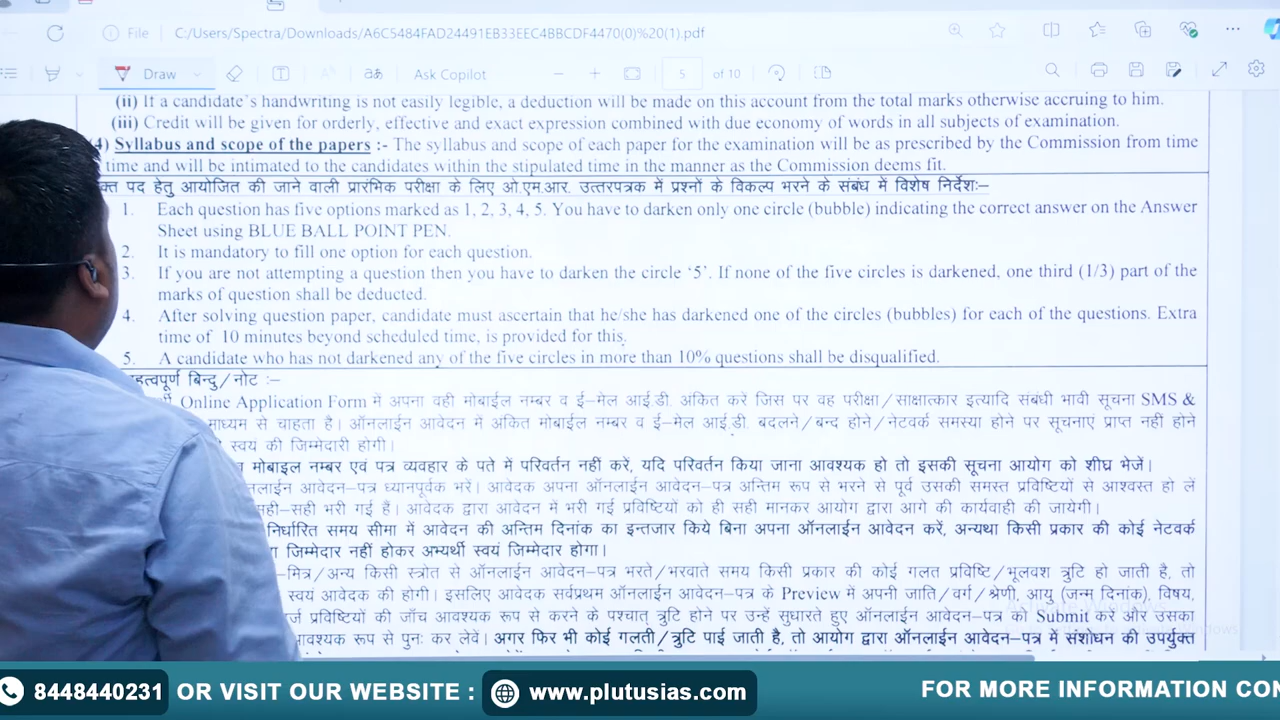 File C:/Users/Spectra/Downloads/A6C5484FAD24491EB33EEC4BBCDF4470(0)%20(1).pdf
Draw Ask Copilot 5 of 10
(ii) If a candidate's handwriting is not easily legible, a deduction will be made on this account from the total marks otherwise accruing to him.
(iii) Credit will be given for orderly, effective and exact expression combined with due economy of words in all subjects of examination.
4) Syllabus and scope of the papers :- The syllabus and scope of each paper for the examination will be as prescribed by the Commission from time
time and will be intimated to the candidates within the stipulated time in the manner as the Commission deems fit.
पद हेतु आयोजित की जाने वाली प्रारंभिक परीक्षा के लिए ओ.एम.आर. उत्तरपत्रक में प्रश्नों के विकल्प भरने के संबंध में विशेष निर्देशः–
1. Each question has five options marked as 1, 2, 3, 4, 5. You have to darken only one circle (bubble) indicating the correct answer on the Answer
Sheet using BLUE BALL POINT PEN.
2. It is mandatory to fill one option for each question.
3. If you are not attempting a question then you have to darken the circle '5'. If none of the five circles is darkened, one third (1/3) part of the
marks of question shall be deducted.
4. After solving question paper, candidate must ascertain that he/she has darkened one of the circles (bubbles) for each of the questions. Extra
time of 10 minutes beyond scheduled time, is provided for this.
5. A candidate who has not darkened any of the five circles in more than 10% questions shall be disqualified.
बिन्दु/नोट :–
Online Application Form में अपना वही मोबाईल नम्बर व ई–मेल आई.डी. अंकित करें जिस पर वह परीक्षा/साक्षात्कार इत्यादि संबंधी भावी सूचना SMS &
माध्यम से चाहता है। ऑनलाईन आवेदन में अंकित मोबाईल नम्बर व ई–मेल आई.डी. बदलने/बन्द होने/नेटवर्क समस्या होने पर सूचनाएं प्राप्त नहीं होने
स्वयं की जिम्मेदारी होगी।
मोबाइल नम्बर एवं पत्र व्यवहार के पते में परिवर्तन नहीं करें, यदि परिवर्तन किया जाना आवश्यक हो तो इसकी सूचना आयोग को शीघ्र भेजें।
आवेदन–पत्र ध्यानपूर्वक भरें। आवेदक अपना ऑनलाईन आवेदन–पत्र अन्तिम रूप से भरने से पूर्व उसकी समस्त प्रविष्टियों से आश्वस्त हो लें
सही–सही भरी गई हैं। आवेदक द्वारा आवेदन में भरी गई प्रविष्टियों को ही सही मानकर आयोग द्वारा आगे की कार्यवाही की जायेगी।
निर्धारित समय सीमा में आवेदन की अन्तिम दिनांक का इन्तजार किये बिना अपना ऑनलाईन आवेदन करें, अन्यथा किसी प्रकार की कोई नेटवर्क
जिम्मेदार नहीं होकर अभ्यर्थी स्वयं जिम्मेदार होगा।
–मित्र/अन्य किसी स्त्रोत से ऑनलाईन आवेदन–पत्र भरते/भरवाते समय किसी प्रकार की कोई गलत प्रविष्टि/भूलवश त्रुटि हो जाती है, तो
स्वयं आवेदक की होगी। इसलिए आवेदक सर्वप्रथम ऑनलाईन आवेदन–पत्र के Preview में अपनी जाति/वर्ग/श्रेणी, आयु (जन्म दिनांक), विषय,
प्रविष्टियों की जॉच आवश्यक रूप से करने के पश्चात् त्रुटि होने पर उन्हें सुधारते हुए ऑनलाईन आवेदन–पत्र को Submit करें और उसका
आवश्यक रूप से पुनः कर लेवें। अगर फिर भी कोई गलती/त्रुटि पाई जाती है, तो आयोग द्वारा ऑनलाईन आवेदन–पत्र में संशोधन की उपर्युक्त
8448440231 OR VISIT OUR WEBSITE : www.plutusias.com FOR MORE INFORMATION CON